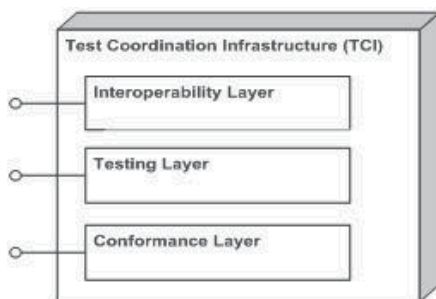 Test Coordination Infrastructure (TCI)
Interoperability Layer
Testing Layer
Conformance Layer